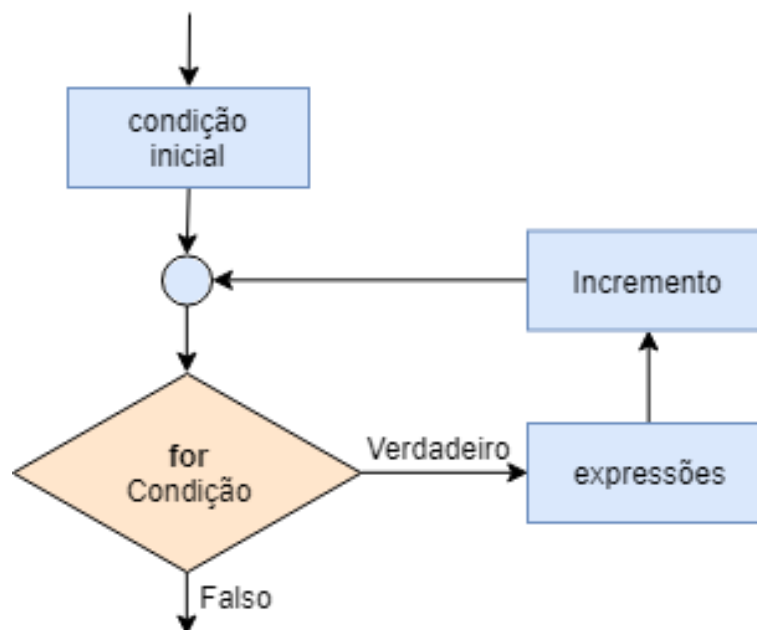 condição
inicial
Incremento
for
Condição
Verdadeiro
expressões
Falso